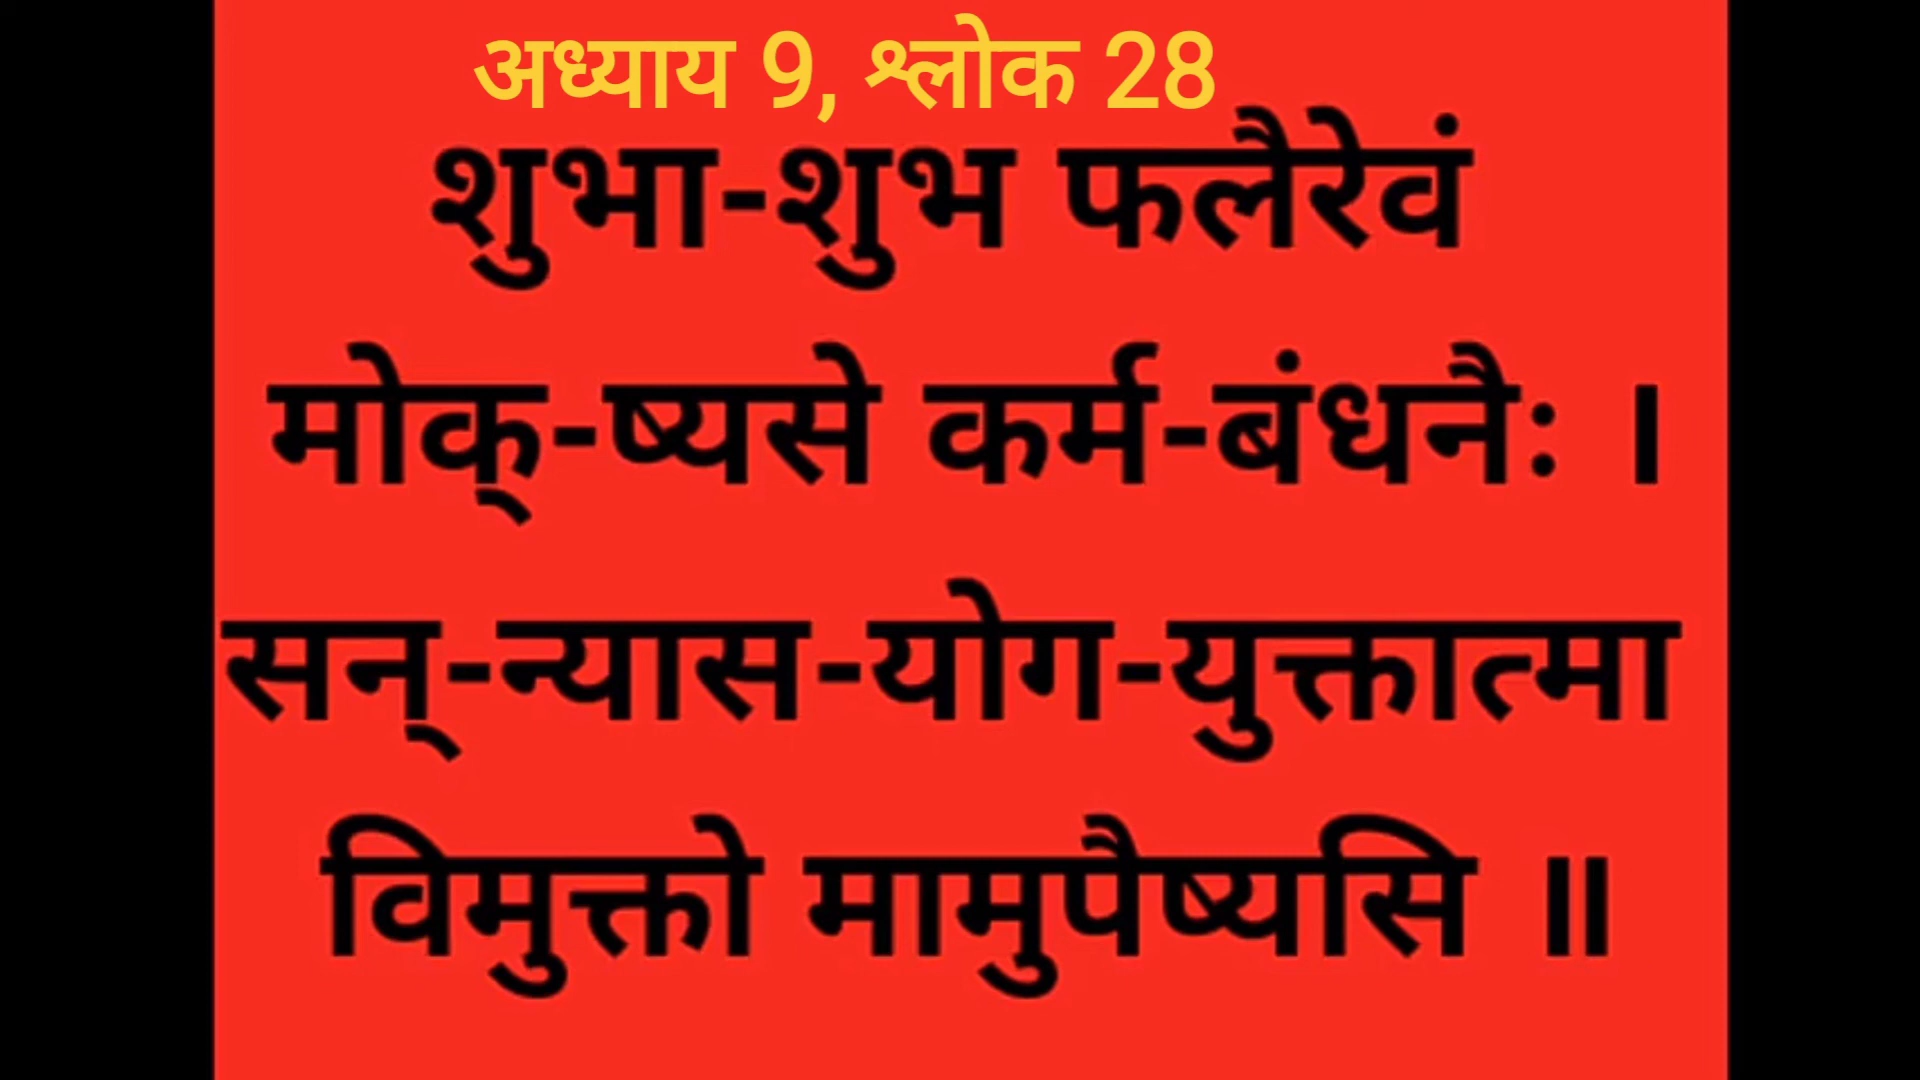 अध्याय 9, श्लोक 28
शुभा-शुभ फलैरेवं
मोक्-ष्यसे कर्म-बंधनैः ।
सन्-न्यास-योग-युक्तात्मा
विमुक्तो मामुपैष्यसि ॥